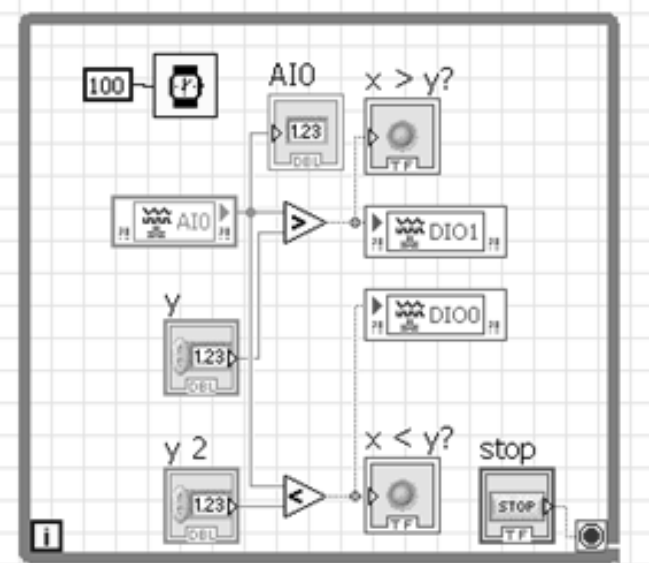 100
AI0
x > y?
1.23
DBL
TF
?! AI0 ?!
>
?! DIO1 ?!
?! DIO0 ?!
y
1.23
DBL
y 2
1.23
DBL
<
x < y?
TF
stop
STOP
TF
i